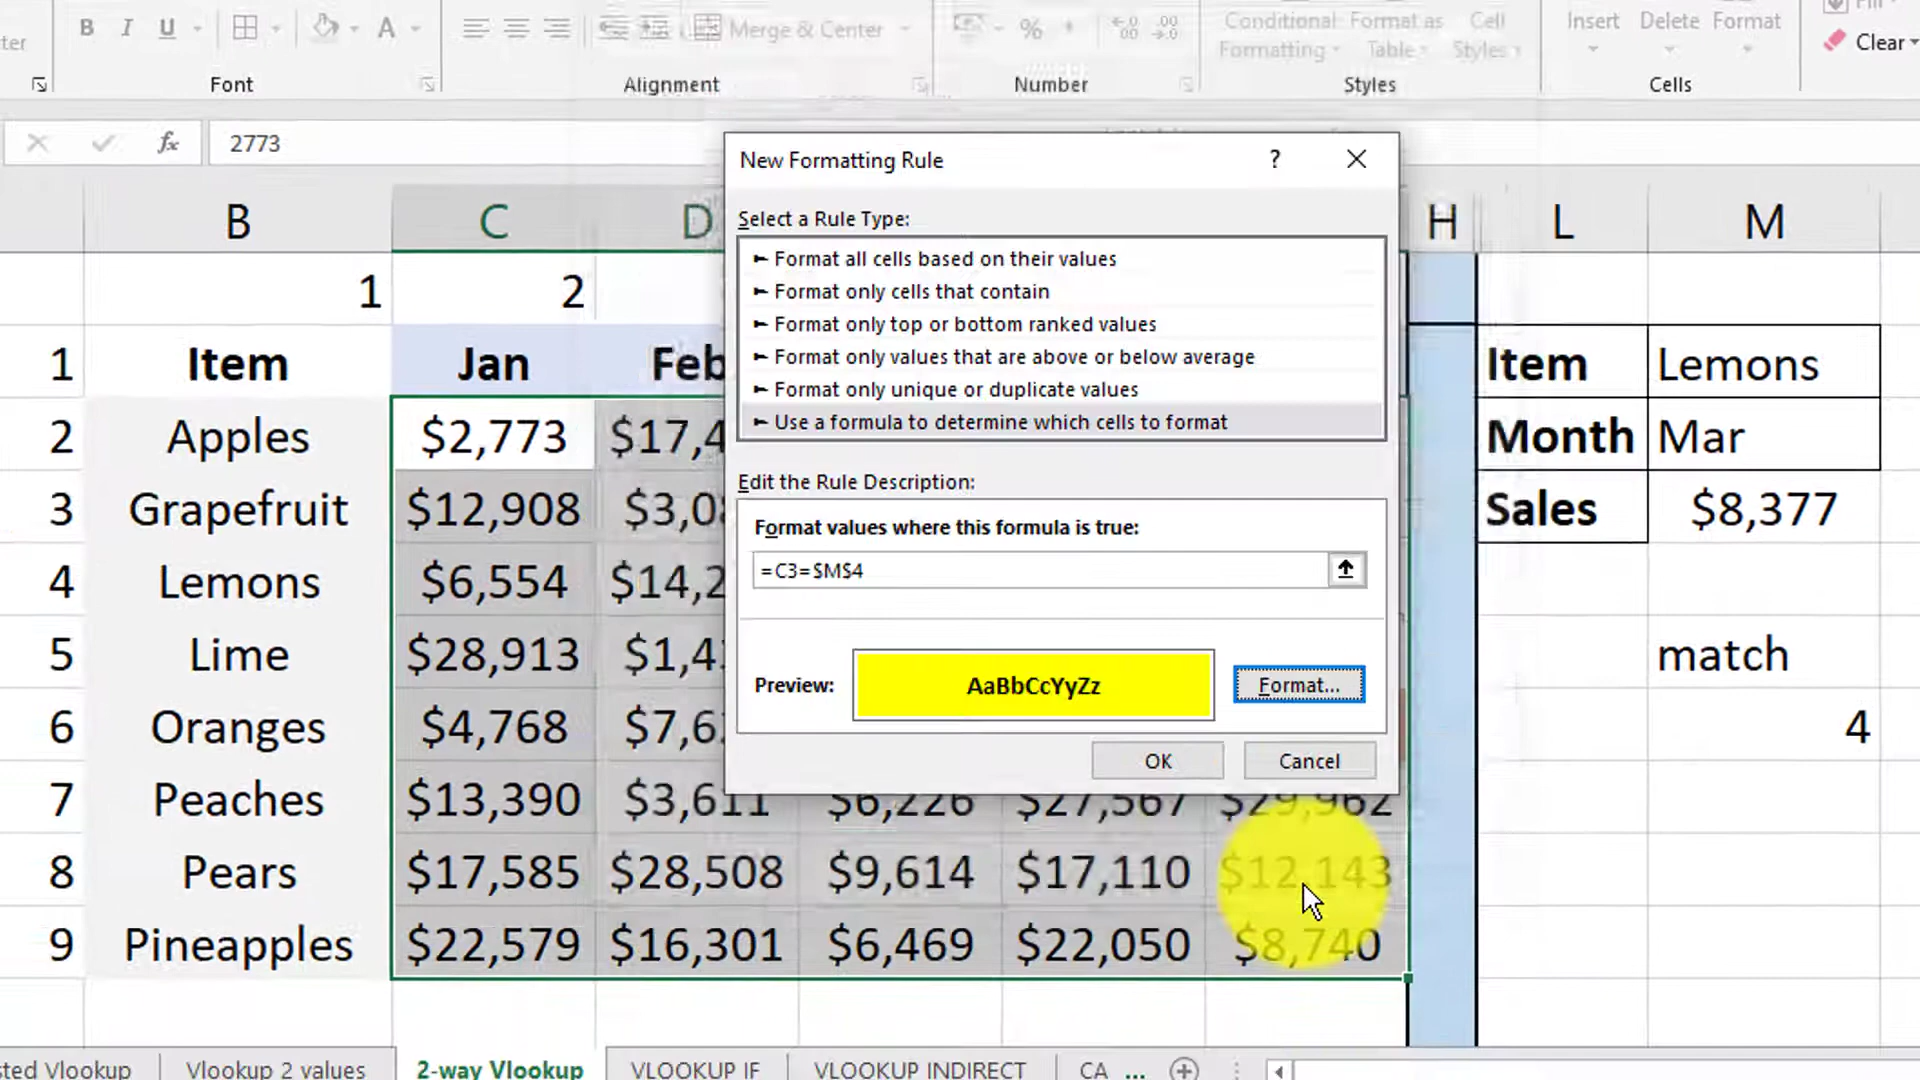 ter B I U A Merge & Center % Conditional Formatting Format as Table Cell Styles Insert Delete Format Clear
Font Alignment Number Styles Cells
fx 2773
New Formatting Rule ? ×
Select a Rule Type:
► Format all cells based on their values
► Format only cells that contain
► Format only top or bottom ranked values
► Format only values that are above or below average
► Format only unique or duplicate values
► Use a formula to determine which cells to format
Edit the Rule Description:
Format values where this formula is true:
=C3=$M$4
Preview: AaBbCcYyZz Format...
OK Cancel
B C D H L M
1 2
1 Item Jan Feb Item Lemons
2 Apples $2,773 $17,4 Month Mar
3 Grapefruit $12,908 $3,08 Sales $8,377
4 Lemons $6,554 $14,2
5 Lime $28,913 $1,4 match
6 Oranges $4,768 $7,6 4
7 Peaches $13,390 $3,611 $6,226 $27,567 $29,962
8 Pears $17,585 $28,508 $9,614 $17,110 $12,143
9 Pineapples $22,579 $16,301 $6,469 $22,050 $8,740
sted Vlookup Vlookup 2 values 2-way Vlookup VLOOKUP IF VLOOKUP INDIRECT CA ...